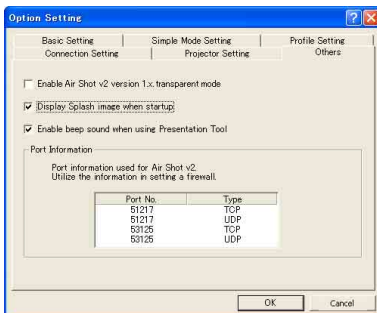 Option Setting
Basic Setting Simple Mode Setting Profile Setting
Connection Setting Projector Setting Others
Enable Air Shot v2 version 1.x. transparent mode
Display Splash image when startup
Enable beep sound when using Presentation Tool
Port Information
Port information used for Air Shot v2.
Utilize the information in setting a firewall.
Port No. Type
51217 TCP
51217 UDP
53125 TCP
53125 UDP
OK Cancel